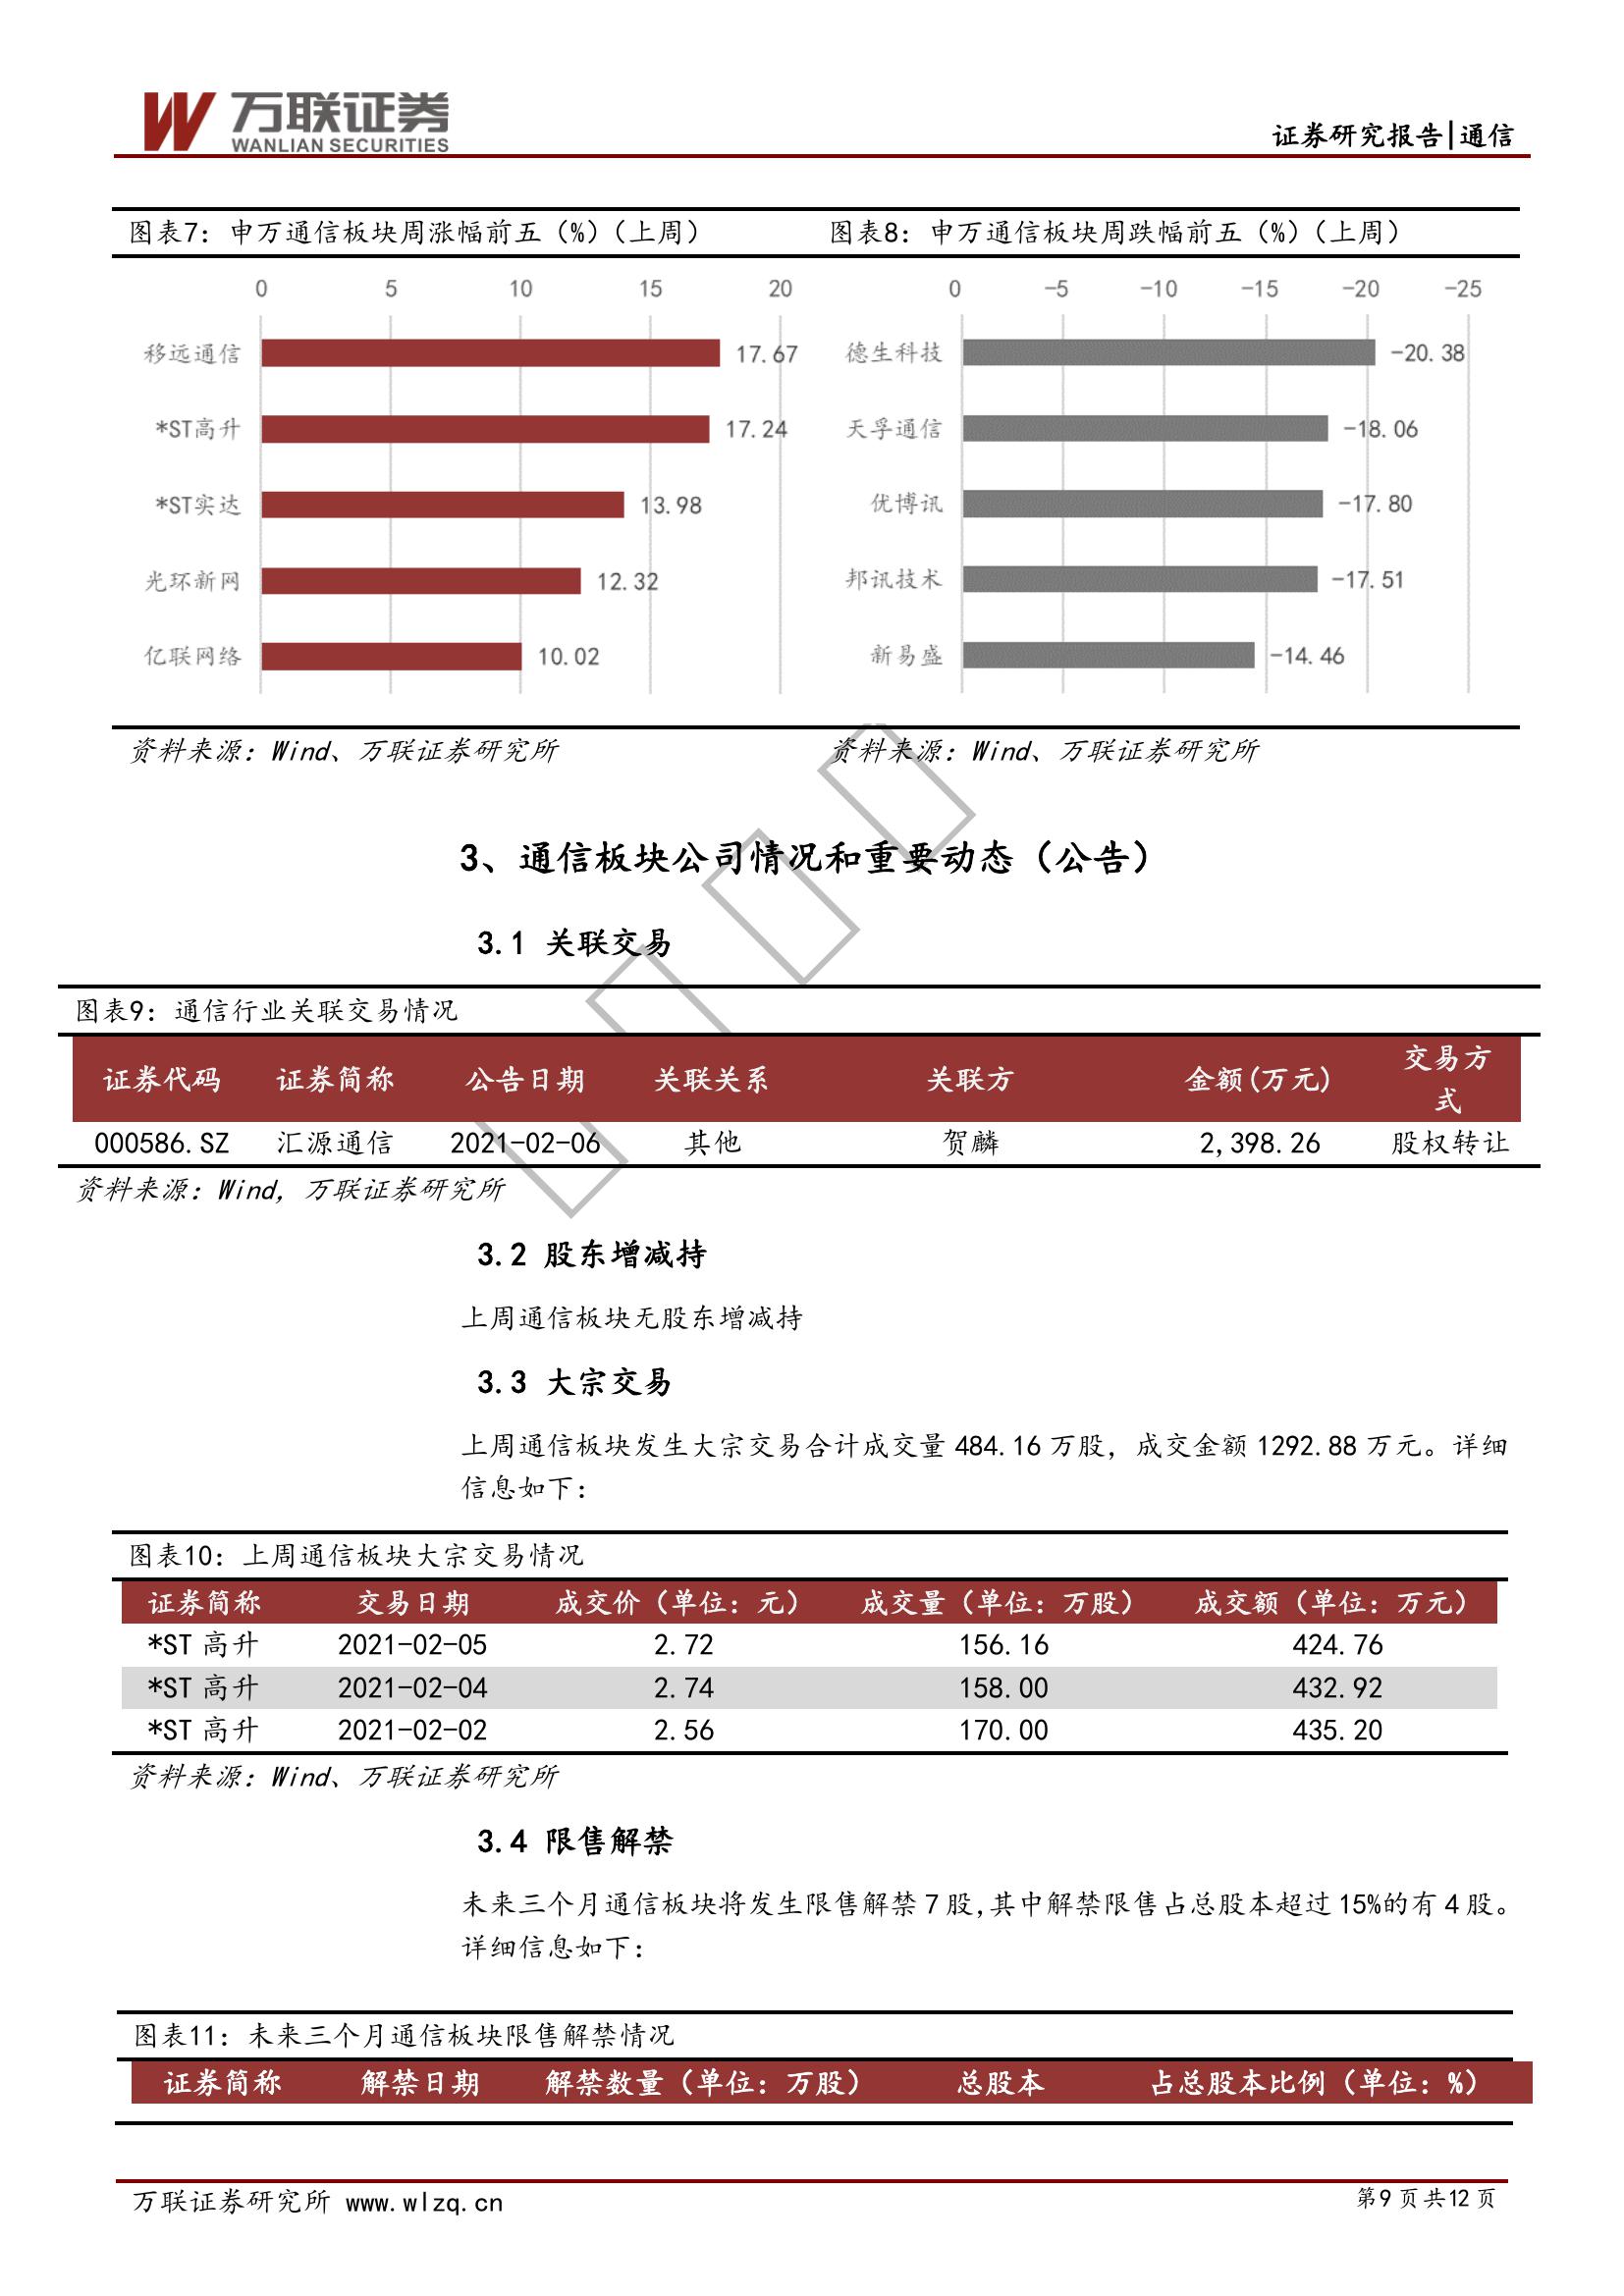 万联证券
WANLIAN SECURITIES
证券研究报告|通信
图表7：申万通信板块周涨幅前五（%）（上周）
图表8：申万通信板块周跌幅前五（%）（上周）
0 5 10 15 20
移远通信 17.67
*ST高升 17.24
*ST实达 13.98
光环新网 12.32
亿联网络 10.02
0 -5 -10 -15 -20 -25
德生科技 -20.38
天孚通信 -18.06
优博讯 -17.80
邦讯技术 -17.51
新易盛 -14.46
资料来源：Wind、万联证券研究所
资料来源：Wind、万联证券研究所
3、通信板块公司情况和重要动态（公告）
3.1 关联交易
图表9：通信行业关联交易情况
证券代码 证券简称 公告日期 关联关系 关联方 金额(万元) 交易方
式
000586.SZ 汇源通信 2021-02-06 其他 贺麟 2,398.26 股权转让
资料来源：Wind，万联证券研究所
3.2 股东增减持
上周通信板块无股东增减持
3.3 大宗交易
上周通信板块发生大宗交易合计成交量 484.16 万股，成交金额 1292.88 万元。详细
信息如下：
图表10：上周通信板块大宗交易情况
证券简称 交易日期 成交价（单位：元） 成交量（单位：万股） 成交额（单位：万元）
*ST 高升 2021-02-05 2.72 156.16 424.76
*ST 高升 2021-02-04 2.74 158.00 432.92
*ST 高升 2021-02-02 2.56 170.00 435.20
资料来源：Wind、万联证券研究所
3.4 限售解禁
未来三个月通信板块将发生限售解禁 7 股,其中解禁限售占总股本超过 15%的有 4 股。
详细信息如下：
图表11：未来三个月通信板块限售解禁情况
证券简称 解禁日期 解禁数量（单位：万股） 总股本 占总股本比例（单位：%）
万联证券研究所 www.wlzq.cn
第9 页 共12 页